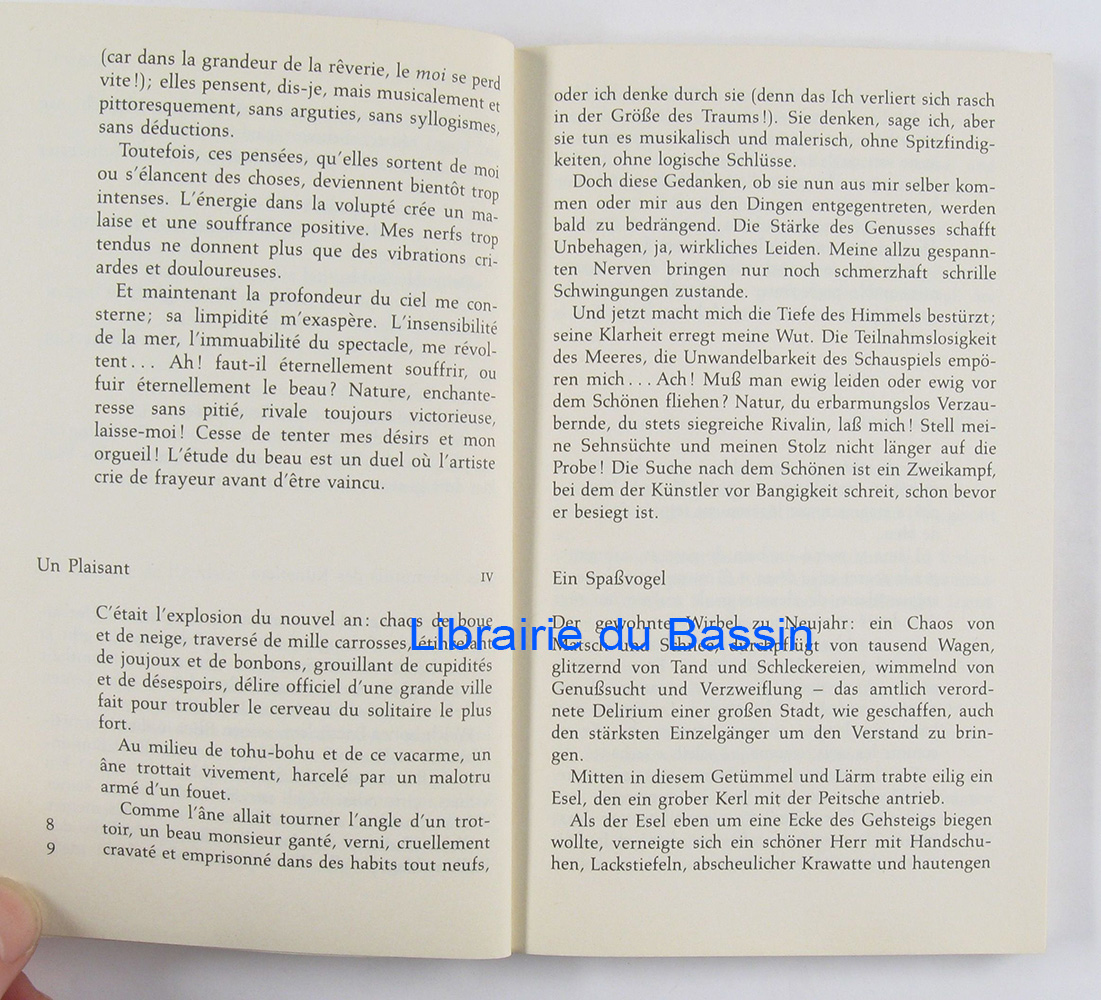 (car dans la grandeur de la rêverie, le moi se perd
vite!); elles pensent, dis-je, mais musicalement et
pittoresquement, sans arguties, sans syllogismes,
sans déductions.
Toutefois, ces pensées, qu'elles sortent de moi
ou s'élancent des choses, deviennent bientôt trop
intenses. L'énergie dans la volupté crée un ma-
laise et une souffrance positive. Mes nerfs trop
tendus ne donnent plus que des vibrations cri-
ardes et douloureuses.
Et maintenant la profondeur du ciel me con-
sterne; sa limpidité m'exaspère. L'insensibilité
de la mer, l'immuabilité du spectacle, me révol-
tent... Ah! faut-il éternellement souffrir, ou
fuir éternellement le beau? Nature, enchante-
resse sans pitié, rivale toujours victorieuse,
laisse-moi! Cesse de tenter mes désirs et mon
orgueil! L'étude du beau est un duel où l'artiste
crie de frayeur avant d'être vaincu.
Un Plaisant
IV
C'était l'explosion du nouvel an: chaos de boue
et de neige, traversé de mille carrosses, étincelant
de joujoux et de bonbons, grouillant de cupidités
et de désespoirs, délire officiel d'une grande ville
fait pour troubler le cerveau du solitaire le plus
fort.
Au milieu de tohu-bohu et de ce vacarme, un
âne trottait vivement, harcelé par un malotru
armé d'un fouet.
Comme l'âne allait tourner l'angle d'un trot-
toir, un beau monsieur ganté, verni, cruellement
cravaté et emprisonné dans des habits tout neufs,
8
9
oder ich denke durch sie (denn das Ich verliert sich rasch
in der Größe des Traums!). Sie denken, sage ich, aber
sie tun es musikalisch und malerisch, ohne Spitzfindig-
keiten, ohne logische Schlüsse.
Doch diese Gedanken, ob sie nun aus mir selber kom-
men oder mir aus den Dingen entgegentreten, werden
bald zu bedrängend. Die Stärke des Genusses schafft
Unbehagen, ja, wirkliches Leiden. Meine allzu gespann-
ten Nerven bringen nur noch schmerzhaft schrille
Schwingungen zustande.
Und jetzt macht mich die Tiefe des Himmels bestürzt;
seine Klarheit erregt meine Wut. Die Teilnahmslosigkeit
des Meeres, die Unwandelbarkeit des Schauspiels empö-
ren mich... Ach! Muß man ewig leiden oder ewig vor
dem Schönen fliehen? Natur, du erbarmungslos Verzau-
bernde, du stets siegreiche Rivalin, laß mich! Stell mei-
ne Sehnsüchte und meinen Stolz nicht länger auf die
Probe! Die Suche nach dem Schönen ist ein Zweikampf,
bei dem der Künstler vor Bangigkeit schreit, schon bevor
er besiegt ist.
Ein Spaßvogel
Der gewohnte Wirbel zu Neujahr: ein Chaos von
Matsch und Schnee, durchpflügt von tausend Wagen,
glitzernd von Tand und Schleckereien, wimmelnd von
Genußsucht und Verzweiflung – das amtlich verord-
nete Delirium einer großen Stadt, wie geschaffen, auch
den stärksten Einzelgänger um den Verstand zu brin-
gen.
Mitten in diesem Getümmel und Lärm trabte eilig ein
Esel, den ein grober Kerl mit der Peitsche antrieb.
Als der Esel eben um eine Ecke des Gehsteigs biegen
wollte, verneigte sich ein schöner Herr mit Handschu-
hen, Lackstiefeln, abscheulicher Krawatte und hautengen
Librairie du Bassin